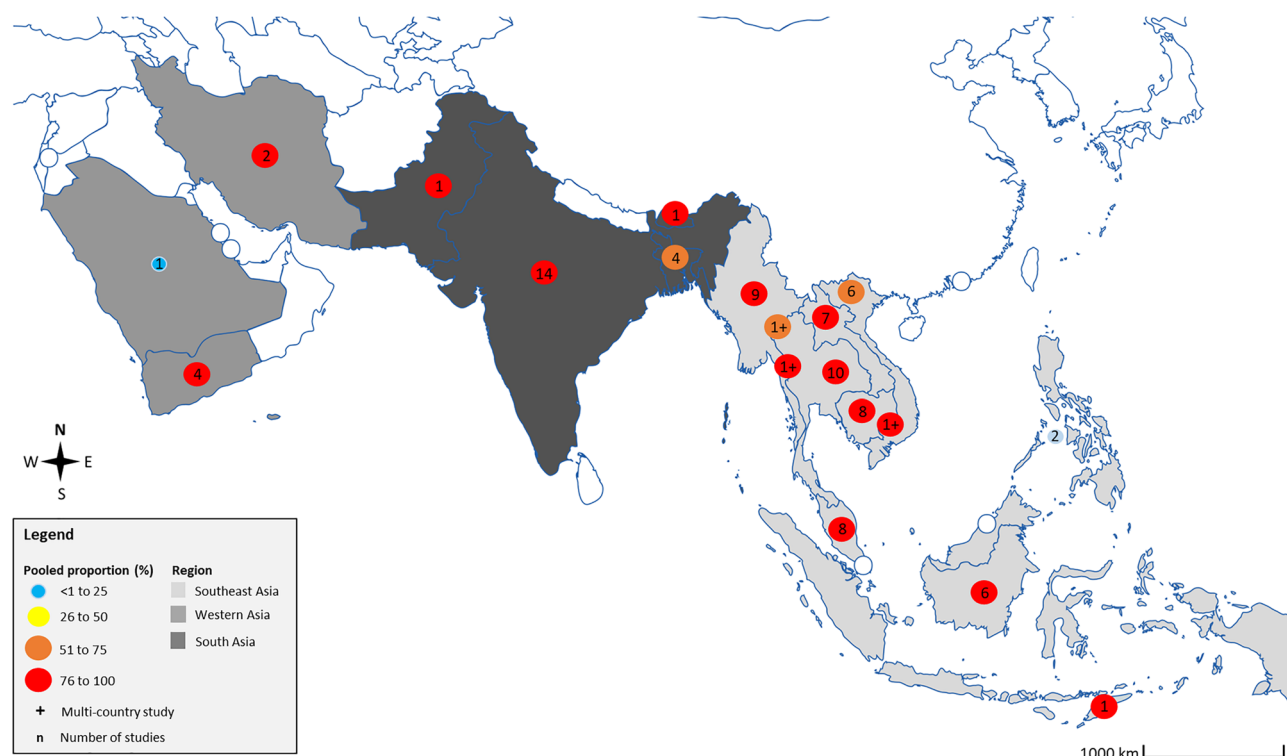 2
1
1
1
4
14
9
6
7
1+
1+
10
4
8
1+
2
N
W E
S
8
6
1
Legend
Pooled proportion (%) Region
<1 to 25 Southeast Asia
26 to 50 Western Asia
51 to 75 South Asia
76 to 100
+ Multi-country study
n Number of studies
1000 km